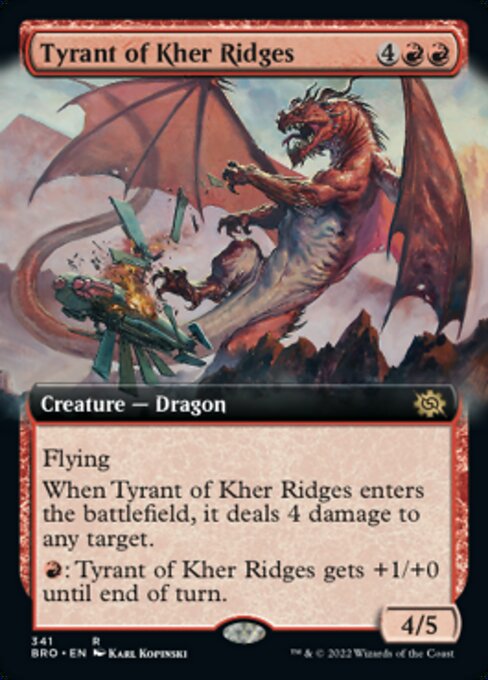 Tyrant of Kher Ridges 4
Creature — Dragon
Flying
When Tyrant of Kher Ridges enters
the battlefield, it deals 4 damage to
any target.
: Tyrant of Kher Ridges gets +1/+0
until end of turn.
4/5
341 R
BRO • EN Karl Kopinski
™ & © 2022 Wizards of the Coast